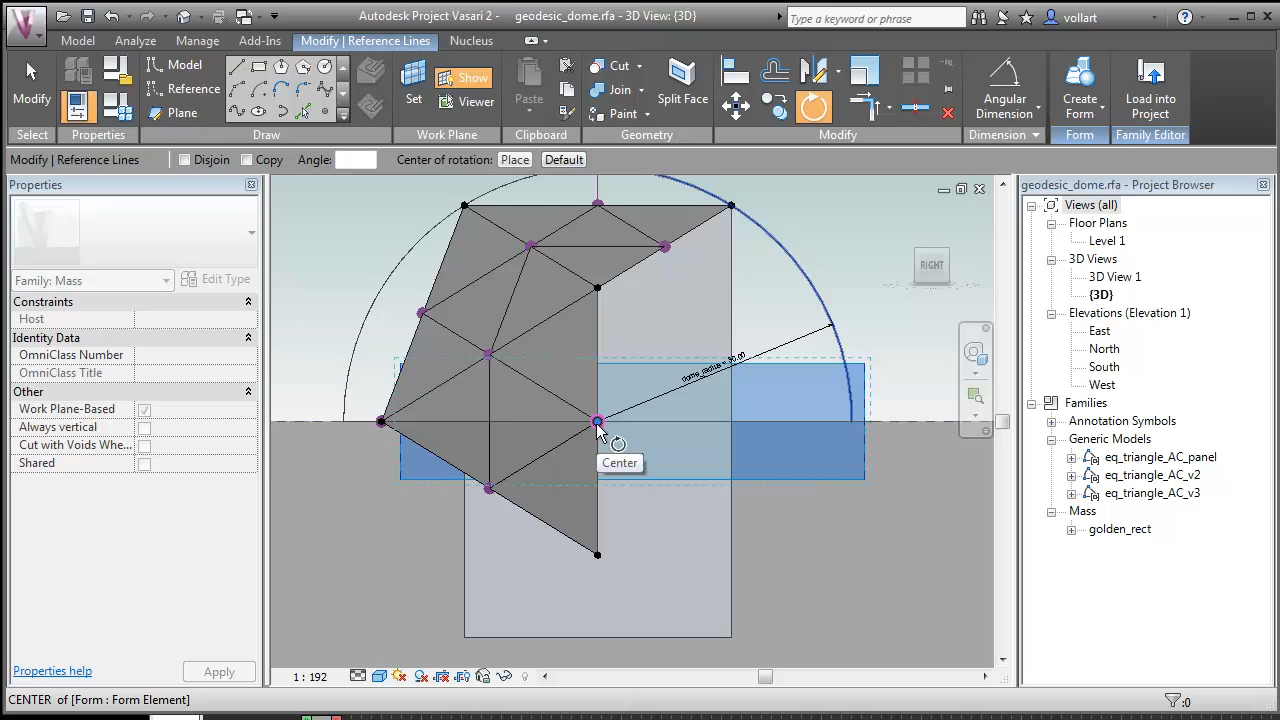 Autodesk Project Vasari 2 - geodesic_dome.rfa - 3D View: {3D}
Type a keyword or phrase
vollart
Model Analyze Manage Add-Ins Modify | Reference Lines Nucleus
Modify
Model
Reference
Plane
Set
Show
Viewer
Paste
Cut
Join
Paint
Split Face
Angular
Dimension
Create
Form
Load into
Project
Select Properties Draw Work Plane Clipboard Geometry Modify Dimension Form Family Editor
Modify | Reference Lines Disjoin Copy Angle: Center of rotation: Place Default
Properties
Family: Mass
Edit Type
Constraints
Host
Identity Data
OmniClass Number
OmniClass Title
Other
Work Plane-Based
Always vertical
Cut with Voids Whe...
Shared
Properties help
Apply
RIGHT
dome_radius = 50.00
Center
1 : 192
geodesic_dome.rfa - Project Browser
Views (all)
Floor Plans
Level 1
3D Views
3D View 1
{3D}
Elevations (Elevation 1)
East
North
South
West
Families
Annotation Symbols
Generic Models
eq_triangle_AC_panel
eq_triangle_AC_v2
eq_triangle_AC_v3
Mass
golden_rect
CENTER of [Form : Form Element]
:0